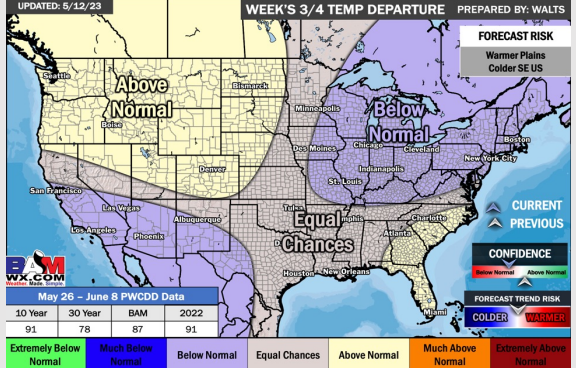 UPDATED: 5/12/23
WEEK'S 3/4 TEMP DEPARTURE
PREPARED BY: WALTS
FORECAST RISK
Warmer Plains
Colder SE US
Seattle
Above
Normal
Boise
Bismarck
Minneapolis
Below
Normal
Boston
Des Moines
Chicago
Cleveland
New York City
Denver
Indianapolis
St. Louis
San Francisco
Las Vegas
Los Angeles
Phoenix
Albuquerque
Tulsa
Equal
Chances
mphis
Charlotte
Atlanta
D
Houston
New Orleans
Miami
CURRENT
PREVIOUS
CONFIDENCE
Below Normal
Above Normal
FORECAST TREND RISK
COLDER
WARMER
BAM
WX.COM
Weather. Made. Simple.
May 26 – June 8 PWCDD Data
10 Year 30 Year BAM 2022
91 78 87 91
Extremely Below
Normal
Much Below
Normal
Below Normal
Equal Chances
Above Normal
Much Above
Normal
Extremely Above
Normal